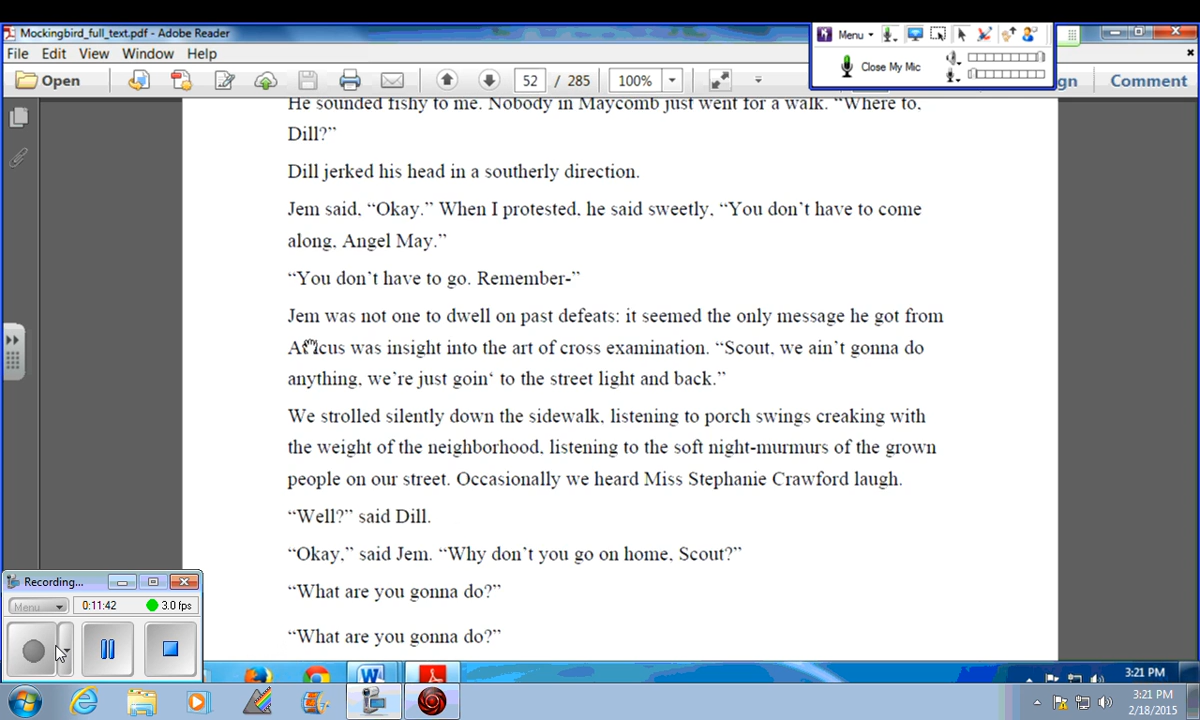 Mockingbird_full_text.pdf - Adobe Reader
Menu
File Edit View Window Help
Close My Mic
Open 52 / 285 100% Comment
He sounded fishy to me. Nobody in Maycomb just went for a walk. “Where to,
Dill?”
Dill jerked his head in a southerly direction.
Jem said, “Okay.” When I protested, he said sweetly, “You don’t have to come
along, Angel May.”
“You don’t have to go. Remember-”
Jem was not one to dwell on past defeats: it seemed the only message he got from
Atticus was insight into the art of cross examination. “Scout, we ain’t gonna do
anything, we’re just goin‘ to the street light and back.”
We strolled silently down the sidewalk, listening to porch swings creaking with
the weight of the neighborhood, listening to the soft night-murmurs of the grown
people on our street. Occasionally we heard Miss Stephanie Crawford laugh.
“Well?” said Dill.
“Okay,” said Jem. “Why don’t you go on home, Scout?”
“What are you gonna do?”
“What are you gonna do?”
Recording...
Menu 0:11:42 3.0 fps
3:21 PM
3:21 PM
2/18/2015